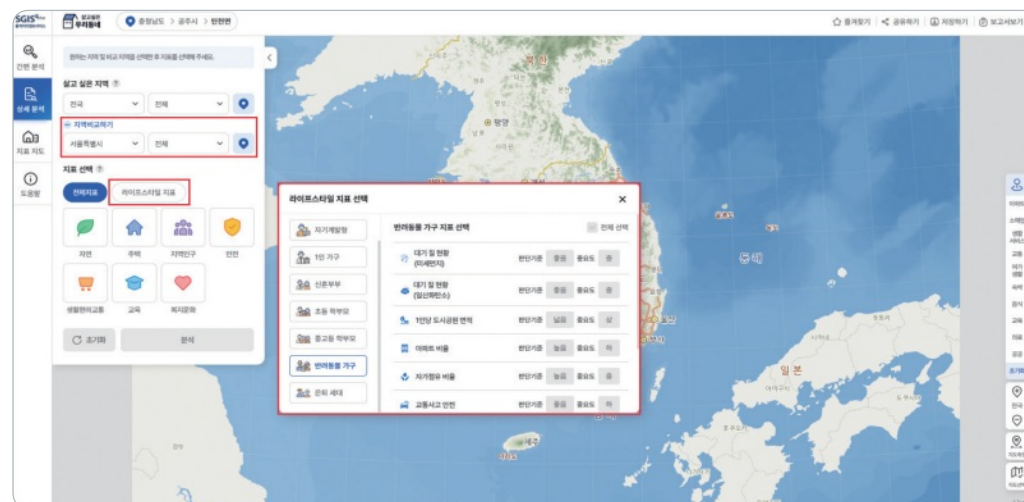 SGIS
살고싶은
우리동네
충청남도 > 공주시 > 반포면
즐겨찾기
공유하기
저장하기
보고서보기
간편 분석
상세 분석
지표 지도
도움말
원하는 지역 및 비교 지역을 선택한 후 지표를 선택해 주세요.
살고 싶은 지역
전국
전체
지역비교하기
서울특별시
전체
지표 선택
전체지표
라이프스타일 지표
자연
주택
지역인구
안전
생활편의교통
교육
복지문화
초기화
분석
라이프스타일 지표 선택
자기계발형
1인 가구
신혼부부
초등 학부모
중고등 학부모
반려동물 가구
은퇴 세대
반려동물 가구 지표 선택
전체 선택
대기 질 현황
(미세먼지)
판단기준 좋음 중요도 중
대기 질 현황
(일산화탄소)
판단기준 좋음 중요도 중
1인당 도시공원 면적
판단기준 넓음 중요도 상
아파트 비율
판단기준 높음 중요도 하
자가점유 비율
판단기준 높음 중요도 중
교통사고 안전
판단기준 좋음 중요도 하
북한
평양
동해
일본
제주